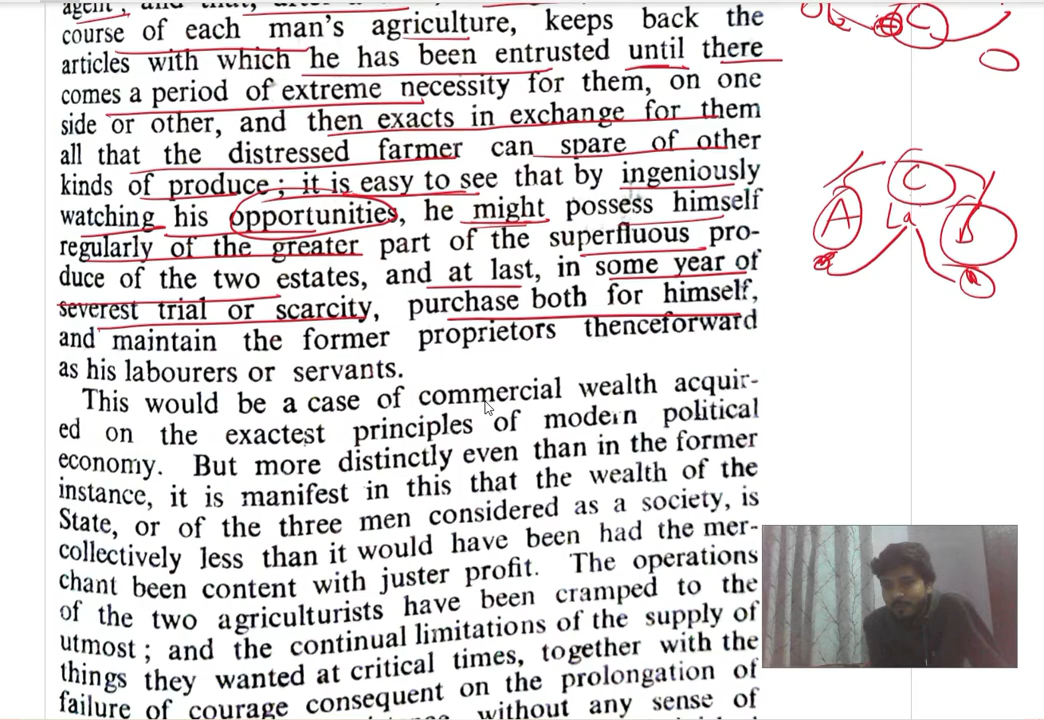 agent, and that, after
course of each man's agriculture, keeps back the
articles with which he has been entrusted until there
comes a period of extreme necessity for them, on one
side or other, and then exacts in exchange for them
all that the distressed farmer can spare of other
kinds of produce ; it is easy to see that by ingeniously
watching his opportunities, he might possess himself
regularly of the greater part of the superfluous pro-
duce of the two estates, and at last, in some year of
severest trial or scarcity, purchase both for himself,
and maintain the former proprietors thenceforward
as his labourers or servants.
This would be a case of commercial wealth acquir-
ed on the exactest principles of modern political
economy. But more distinctly even than in the former
instance, it is manifest in this that the wealth of the
State, or of the three men considered as a society, is
collectively less than it would have been had the mer-
chant been content with juster profit. The operations
of the two agriculturists have been cramped to the
utmost ; and the continual limitations of the supply of
things they wanted at critical times, together with the
failure of courage consequent on the prolongation of
without any sense of
C
C
A
La
B